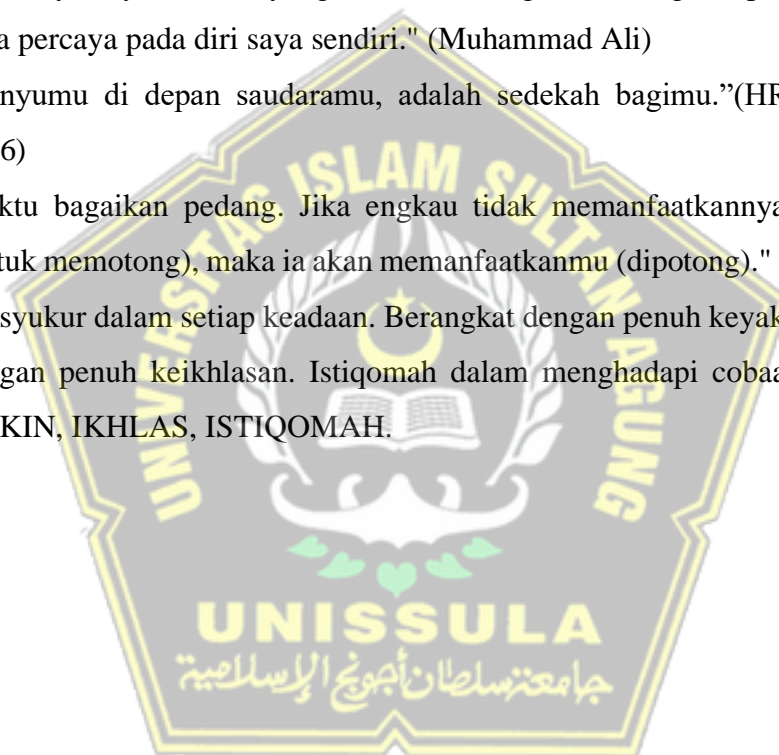 a percaya pada diri saya sendiri." (Muhammad Ali)
nyumu di depan saudaramu, adalah sedekah bagimu.”(HR
6)
ktu bagaikan pedang. Jika engkau tidak memanfaatkannya
tuk memotong), maka ia akan memanfaatkanmu (dipotong)."
syukur dalam setiap keadaan. Berangkat dengan penuh keyak
gan penuh keikhlasan. Istiqomah dalam menghadapi cobaa
KIN, IKHLAS, ISTIQOMAH.
UNIVERSITAS ISLAM SULTAN AGUNG
UNISSULA
جامعة سلطان أجونج الإسلامية